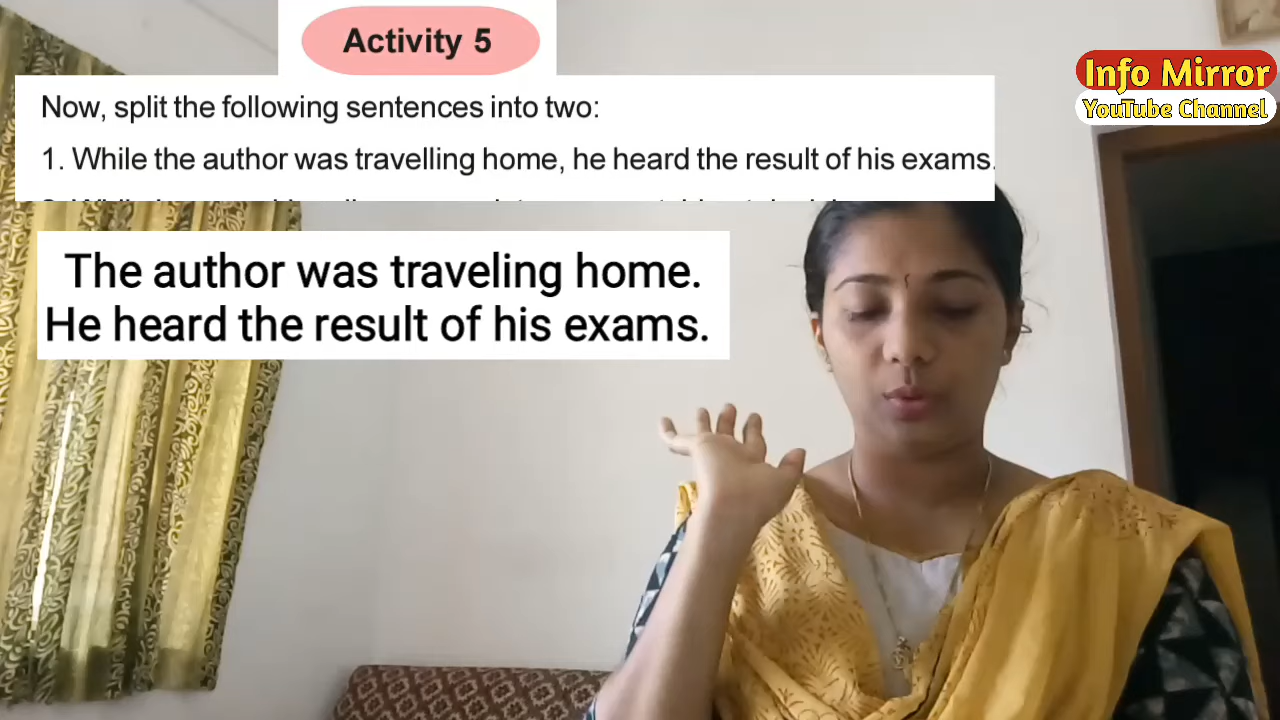 Activity 5
Info Mirror
YouTube Channel
Now, split the following sentences into two:
1. While the author was travelling home, he heard the result of his exams.
The author was traveling home.
He heard the result of his exams.